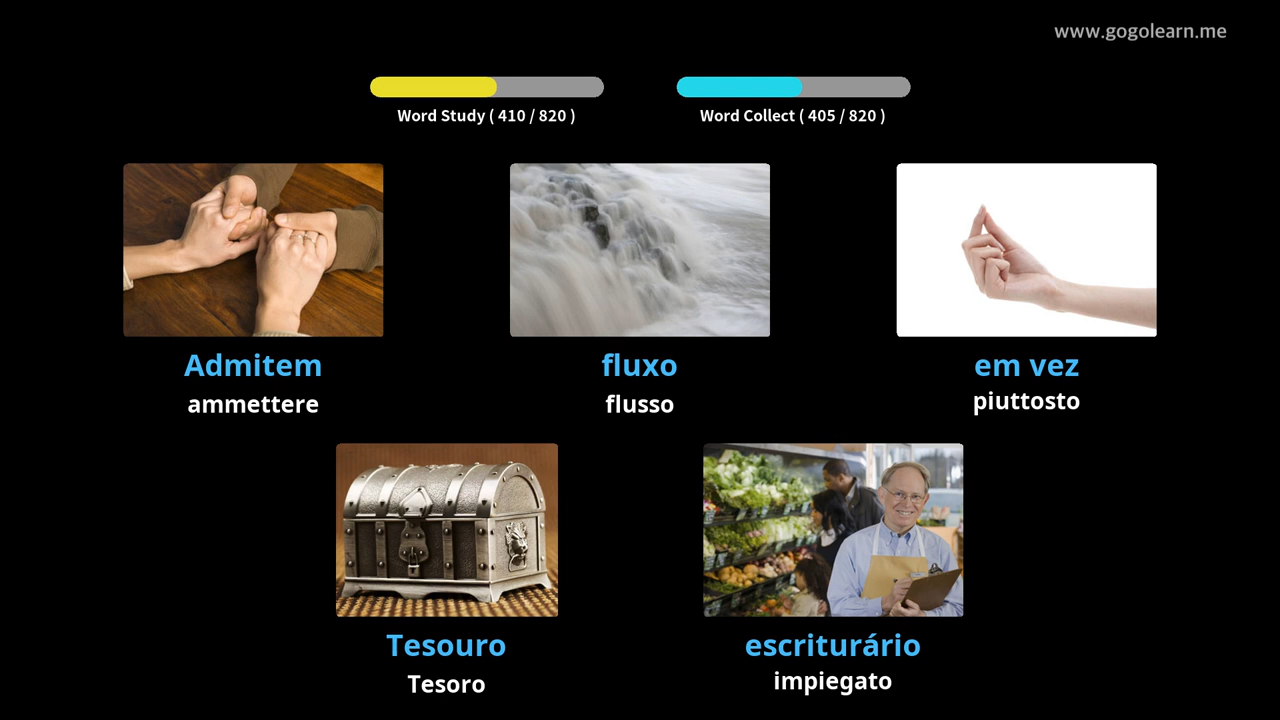 www.gogolearn.me
Word Study ( 410 / 820 )
Word Collect ( 405 / 820 )
Admitem
ammettere
fluxo
flusso
em vez
piuttosto
Tesouro
Tesoro
escriturário
impiegato